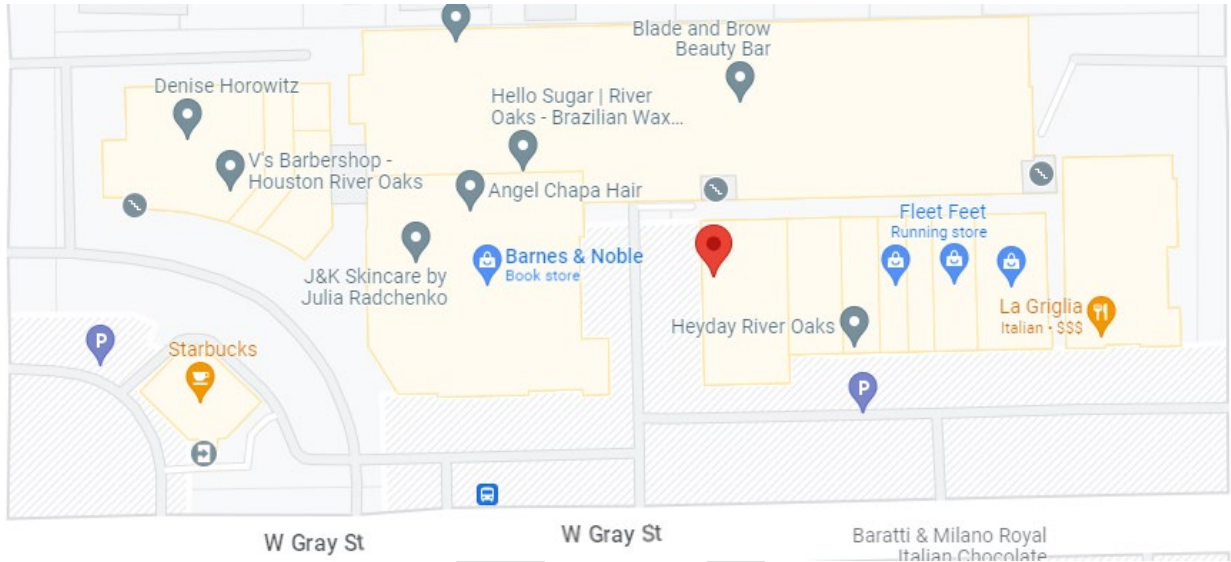 Blade and Brow
Beauty Bar
Denise Horowitz
Hello Sugar | River
Oaks - Brazilian Wax...
V's Barbershop -
Houston River Oaks
Angel Chapa Hair
Fleet Feet
Running store
Barnes & Noble
Book store
J&K Skincare by
Julia Radchenko
La Griglia
Italian · $$$
Heyday River Oaks
P
Starbucks
P
W Gray St
W Gray St
Baratti & Milano Royal
Italian Chocolate